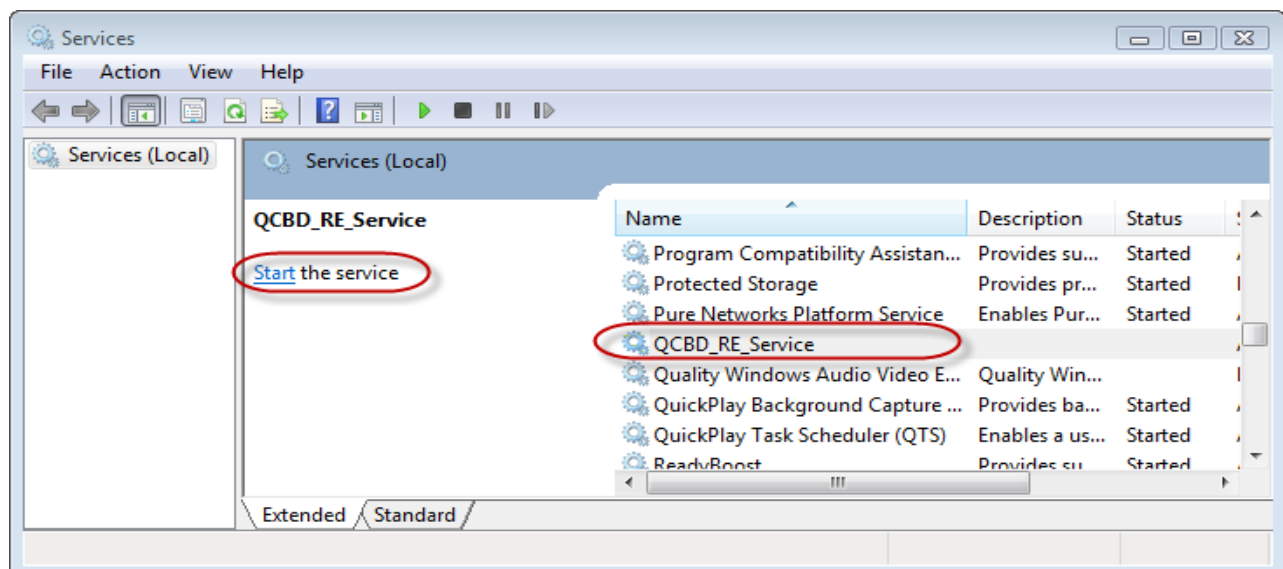 Services
File Action View Help
Services (Local)
Services (Local)
QCBD_RE_Service
Start the service
Name Description Status
Program Compatibility Assistan... Provides su... Started
Protected Storage Provides pr... Started
Pure Networks Platform Service Enables Pur... Started
QCBD_RE_Service
Quality Windows Audio Video E... Quality Win...
QuickPlay Background Capture ... Provides ba... Started
QuickPlay Task Scheduler (QTS) Enables a us... Started
ReadyBoost Provides su Started
Extended Standard